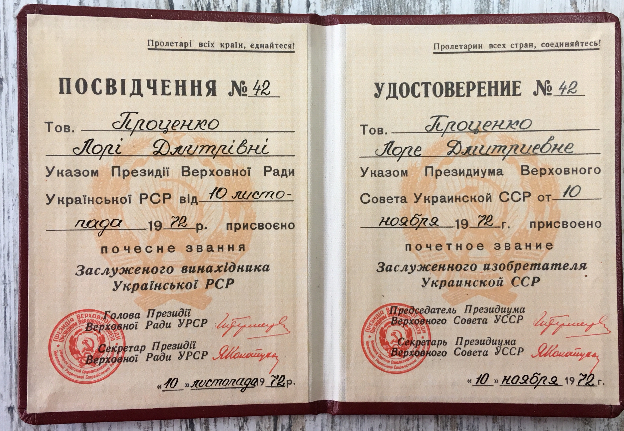 Пролетарі всіх країн, єднайтеся!
ПОСВІДЧЕННЯ № 42
Тов. Проценко
Лорі Дмитрівні
Указом Президії Верховної Ради
Української РСР від 10 листо-
пада 1972 р. присвоєно
почесне звання
Заслуженого винахідника
Української РСР
Голова Президії
Верховної Ради УРСР
Секретар Президії
Верховної Ради УРСР
«10» листопада 1972 р.
Пролетарии всех стран, соединяйтесь!
УДОСТОВЕРЕНИЕ № 42
Тов. Проценко
Лоре Дмитриевне
Указом Президиума Верховного
Совета Украинской ССР от 10
ноября 1972 г. присвоено
почетное звание
Заслуженного изобретателя
Украинской ССР
Председатель Президиума
Верховного Совета УССР
Секретарь Президиума
Верховного Совета УССР
«10» ноября 1972 г.